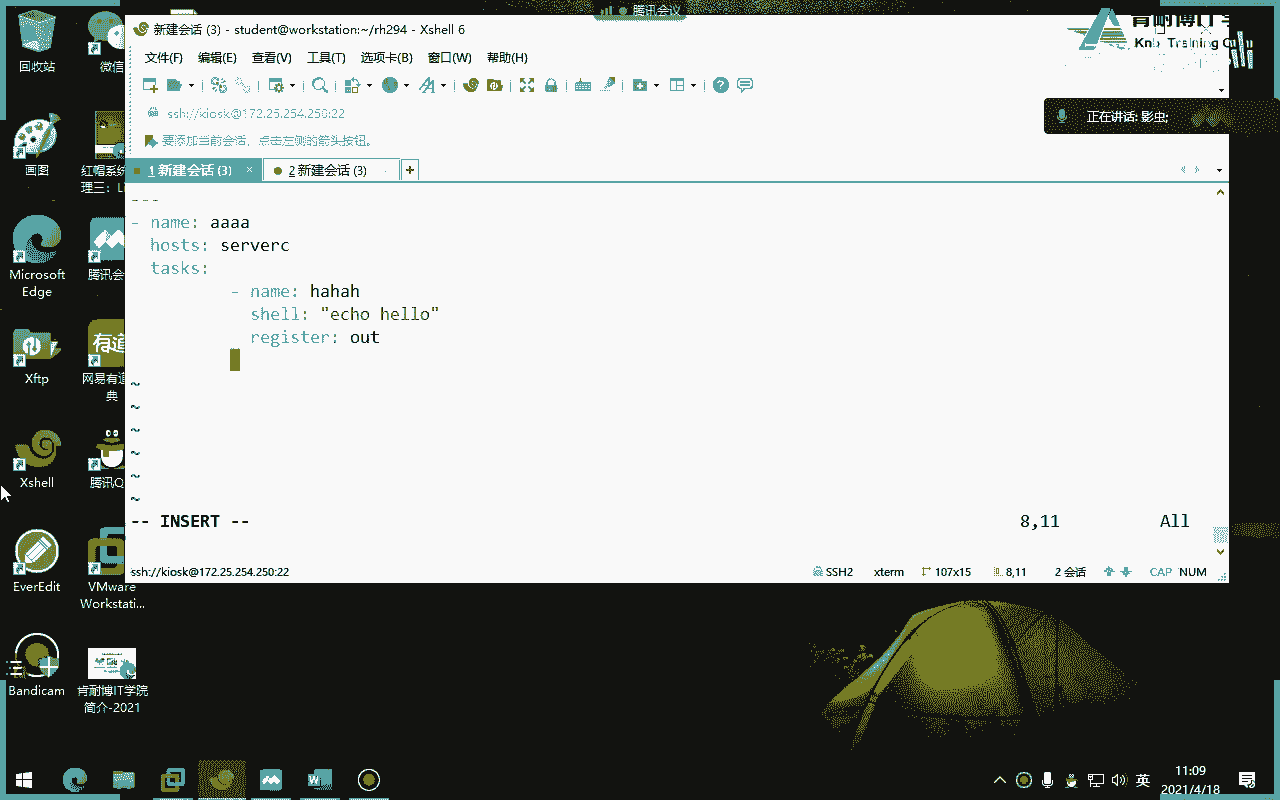 腾讯会议
新建会话 (3) - student@workstation:~/rh294 - Xshell 6
文件(F) 编辑(E) 查看(V) 工具(T) 选项卡(B) 窗口(W) 帮助(H)
ssh://kiosk@172.25.254.250:22
要添加当前会话，点击左侧的箭头按钮。
1 新建会话 (3) × 2 新建会话 (3) +
---
- name: aaaa
hosts: serverc
tasks:
- name: hahah
shell: "echo hello"
register: out
~
~
~
~
~
~
-- INSERT -- 8,11 All
ssh://kiosk@172.25.254.250:22 SSH2 xterm 107x15 8,11 2 会话 CAP NUM
肯耐博IT学
Training
正在讲话: 影虫;
回收站
微信
画图
红帽系统
理三: Li
Microsoft
Edge
腾讯会
Xftp
有道
网易有道
典
Xshell
腾讯Q
EverEdit
VMware
Workstati...
Bandicam
肯耐博IT学院
简介-2021
英
11:09
2021/4/18